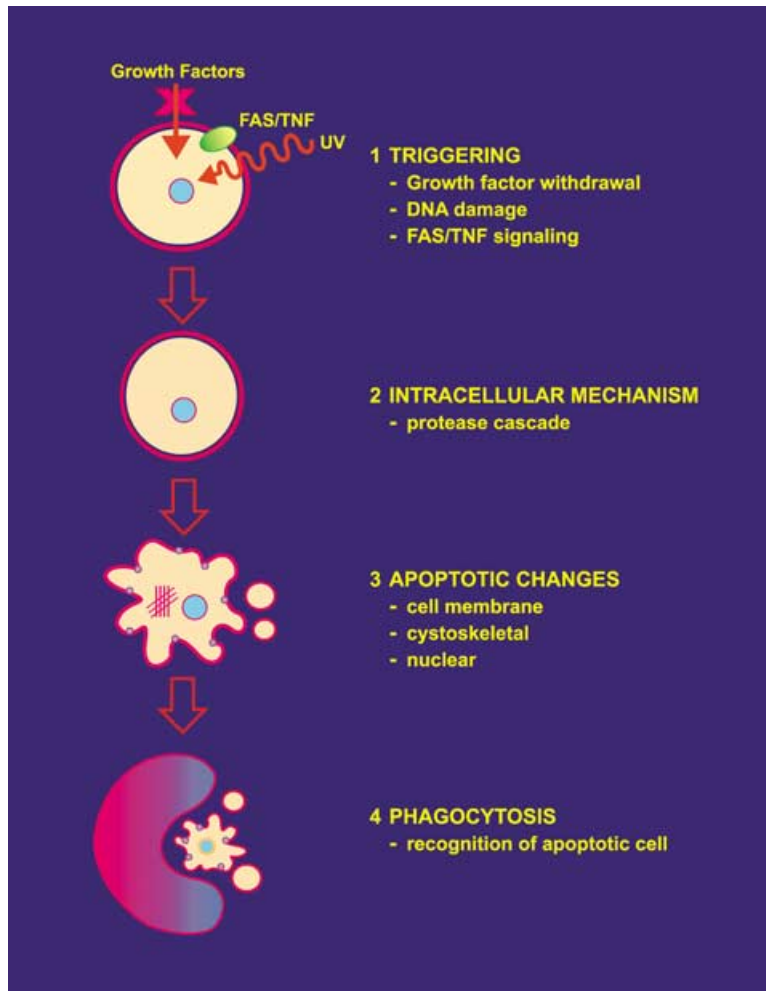 Growth Factors
FAS/TNF
UV
1 TRIGGERING
- Growth factor withdrawal
- DNA damage
- FAS/TNF signaling
2 INTRACELLULAR MECHANISM
- protease cascade
3 APOPTOTIC CHANGES
- cell membrane
- cystoskeletal
- nuclear
4 PHAGOCYTOSIS
- recognition of apoptotic cell